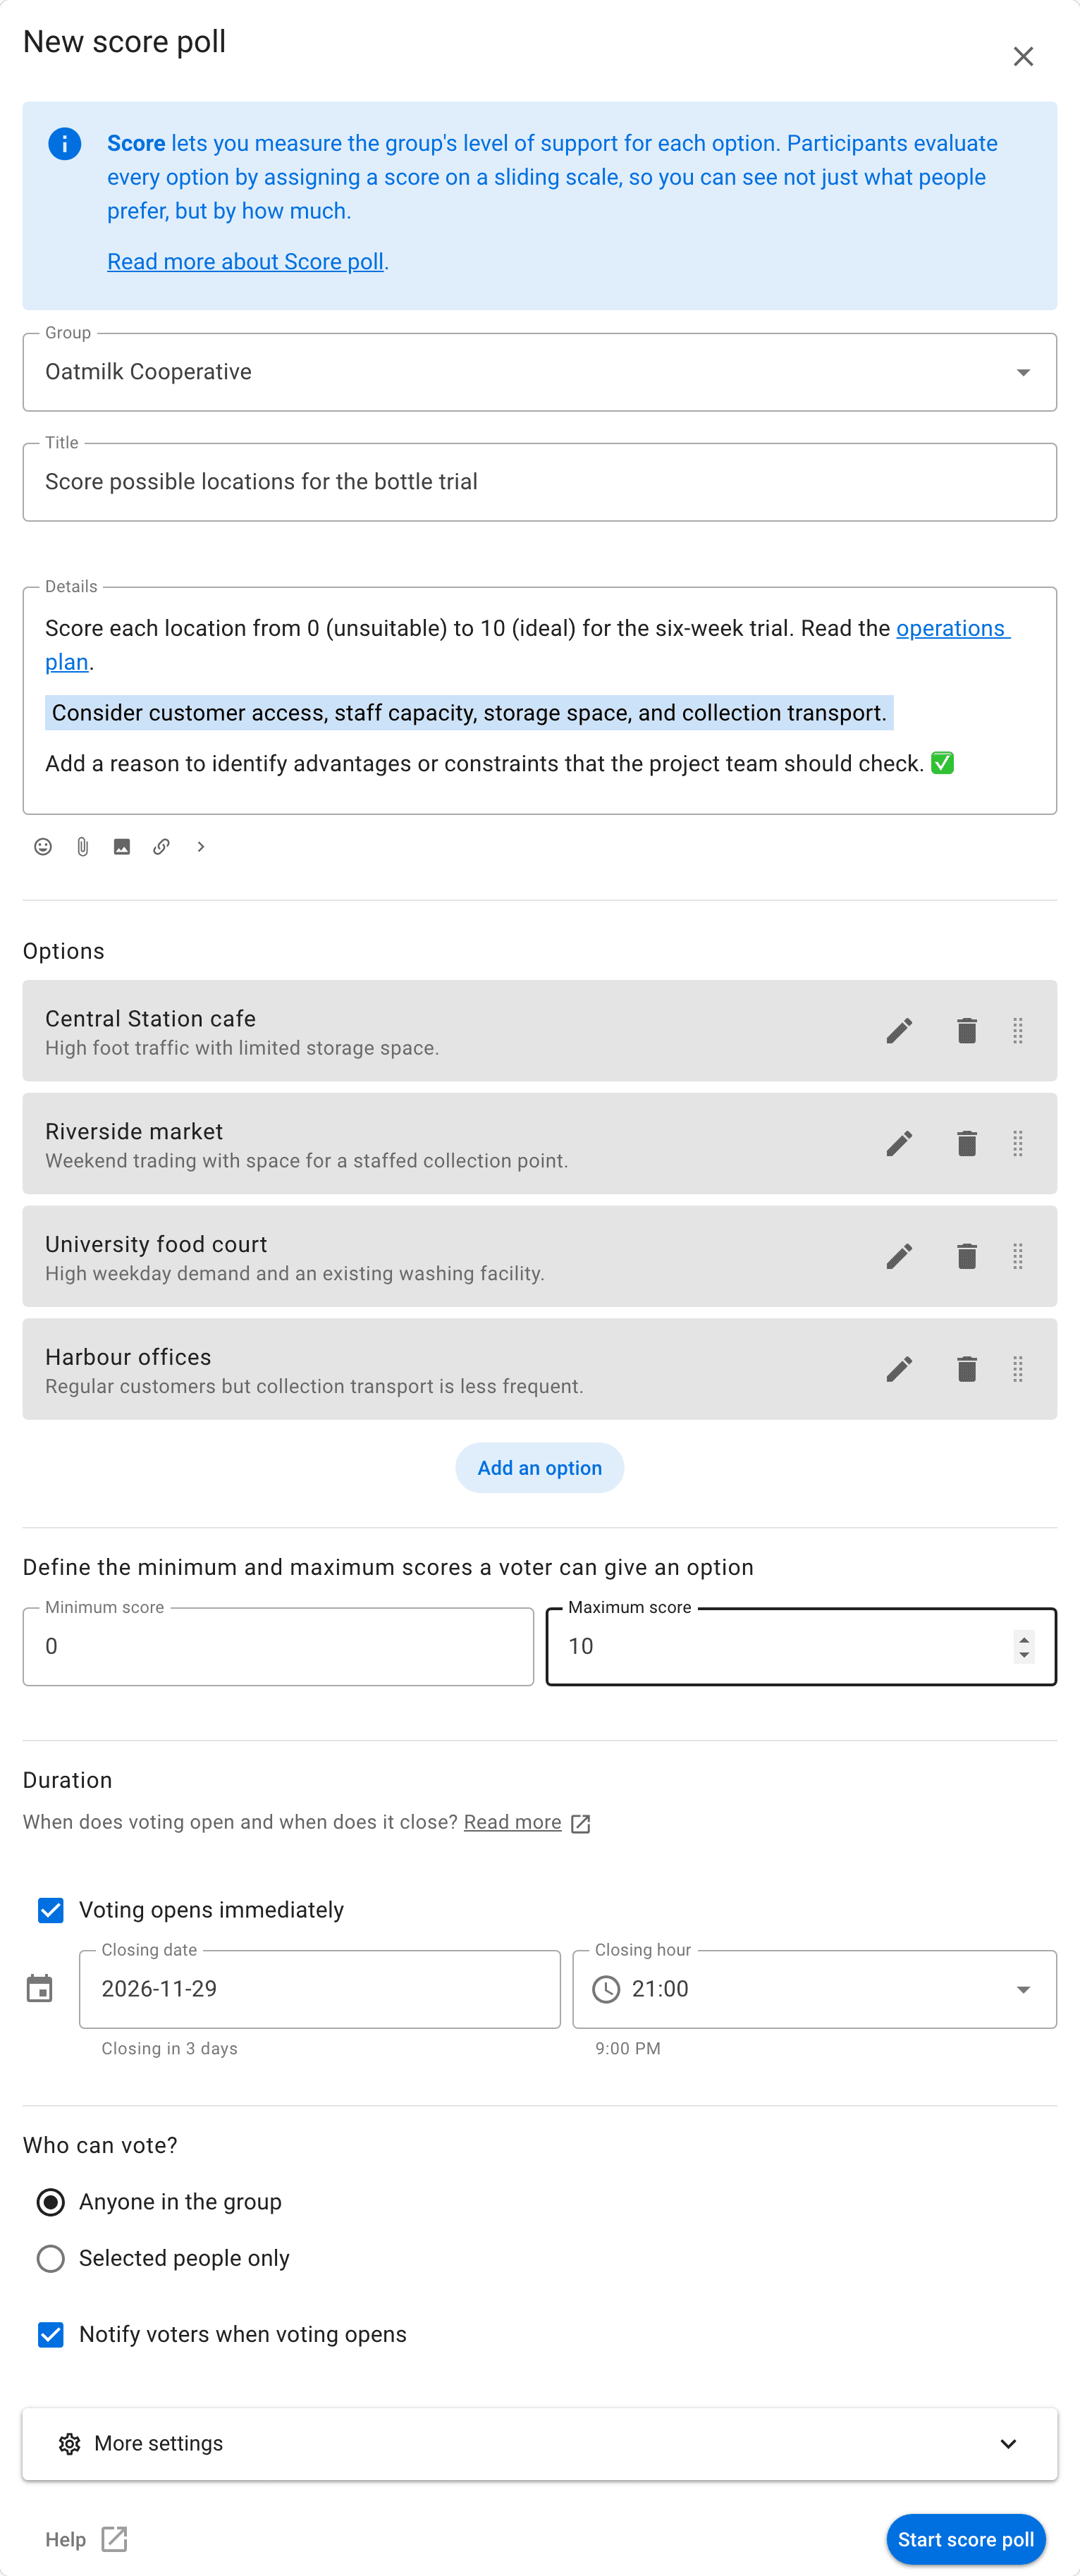 New score poll
Score lets you measure the group's level of support for each option. Participants evaluate
every option by assigning a score on a sliding scale, so you can see not just what people
prefer, but by how much.
Read more about Score poll.
Group
Oatmilk Cooperative
Title
Score possible locations for the bottle trial
Details
Score each location from 0 (unsuitable) to 10 (ideal) for the six-week trial. Read the operations
plan.
Consider customer access, staff capacity, storage space, and collection transport.
Add a reason to identify advantages or constraints that the project team should check. ✅
Options
Central Station cafe
High foot traffic with limited storage space.
Riverside market
Weekend trading with space for a staffed collection point.
University food court
High weekday demand and an existing washing facility.
Harbour offices
Regular customers but collection transport is less frequent.
Add an option
Define the minimum and maximum scores a voter can give an option
Minimum score
0
Maximum score
10
Duration
When does voting open and when does it close? Read more
Voting opens immediately
Closing date
2026-11-29
Closing in 3 days
Closing hour
21:00
9:00 PM
Who can vote?
Anyone in the group
Selected people only
Notify voters when voting opens
More settings
Help
Start score poll